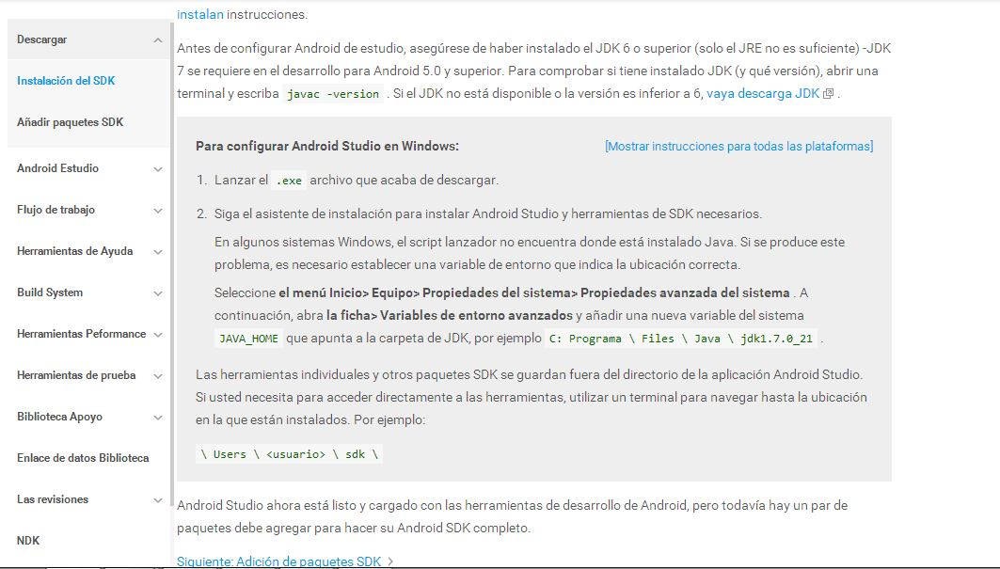 instalan instrucciones.
Descargar
Instalación del SDK
Añadir paquetes SDK
Android Estudio
Flujo de trabajo
Herramientas de Ayuda
Build System
Herramientas Peformance
Herramientas de prueba
Biblioteca Apoyo
Enlace de datos Biblioteca
Las revisiones
NDK
Antes de configurar Android de estudio, asegúrese de haber instalado el JDK 6 o superior (solo el JRE no es suficiente) -JDK
7 se requiere en el desarrollo para Android 5.0 y superior. Para comprobar si tiene instalado JDK (y qué versión), abrir una
terminal y escriba javac -version . Si el JDK no está disponible o la versión es inferior a 6, vaya descarga JDK .
Para configurar Android Studio en Windows: [Mostrar instrucciones para todas las plataformas]
1. Lanzar el .exe archivo que acaba de descargar.
2. Siga el asistente de instalación para instalar Android Studio y herramientas de SDK necesarios.
En algunos sistemas Windows, el script lanzador no encuentra donde está instalado Java. Si se produce este
problema, es necesario establecer una variable de entorno que indica la ubicación correcta.
Seleccione el menú Inicio> Equipo> Propiedades del sistema> Propiedades avanzada del sistema . A
continuación, abra la ficha> Variables de entorno avanzados y añadir una nueva variable del sistema
JAVA_HOME que apunta a la carpeta de JDK, por ejemplo C: Programa \ Files \ Java \ jdk1.7.0_21 .
Las herramientas individuales y otros paquetes SDK se guardan fuera del directorio de la aplicación Android Studio.
Si usted necesita para acceder directamente a las herramientas, utilizar un terminal para navegar hasta la ubicación
en la que están instalados. Por ejemplo:
\ Users \ <usuario> \ sdk \
Android Studio ahora está listo y cargado con las herramientas de desarrollo de Android, pero todavía hay un par de
paquetes debe agregar para hacer su Android SDK completo.
Siguiente: Adición de paquetes SDK >